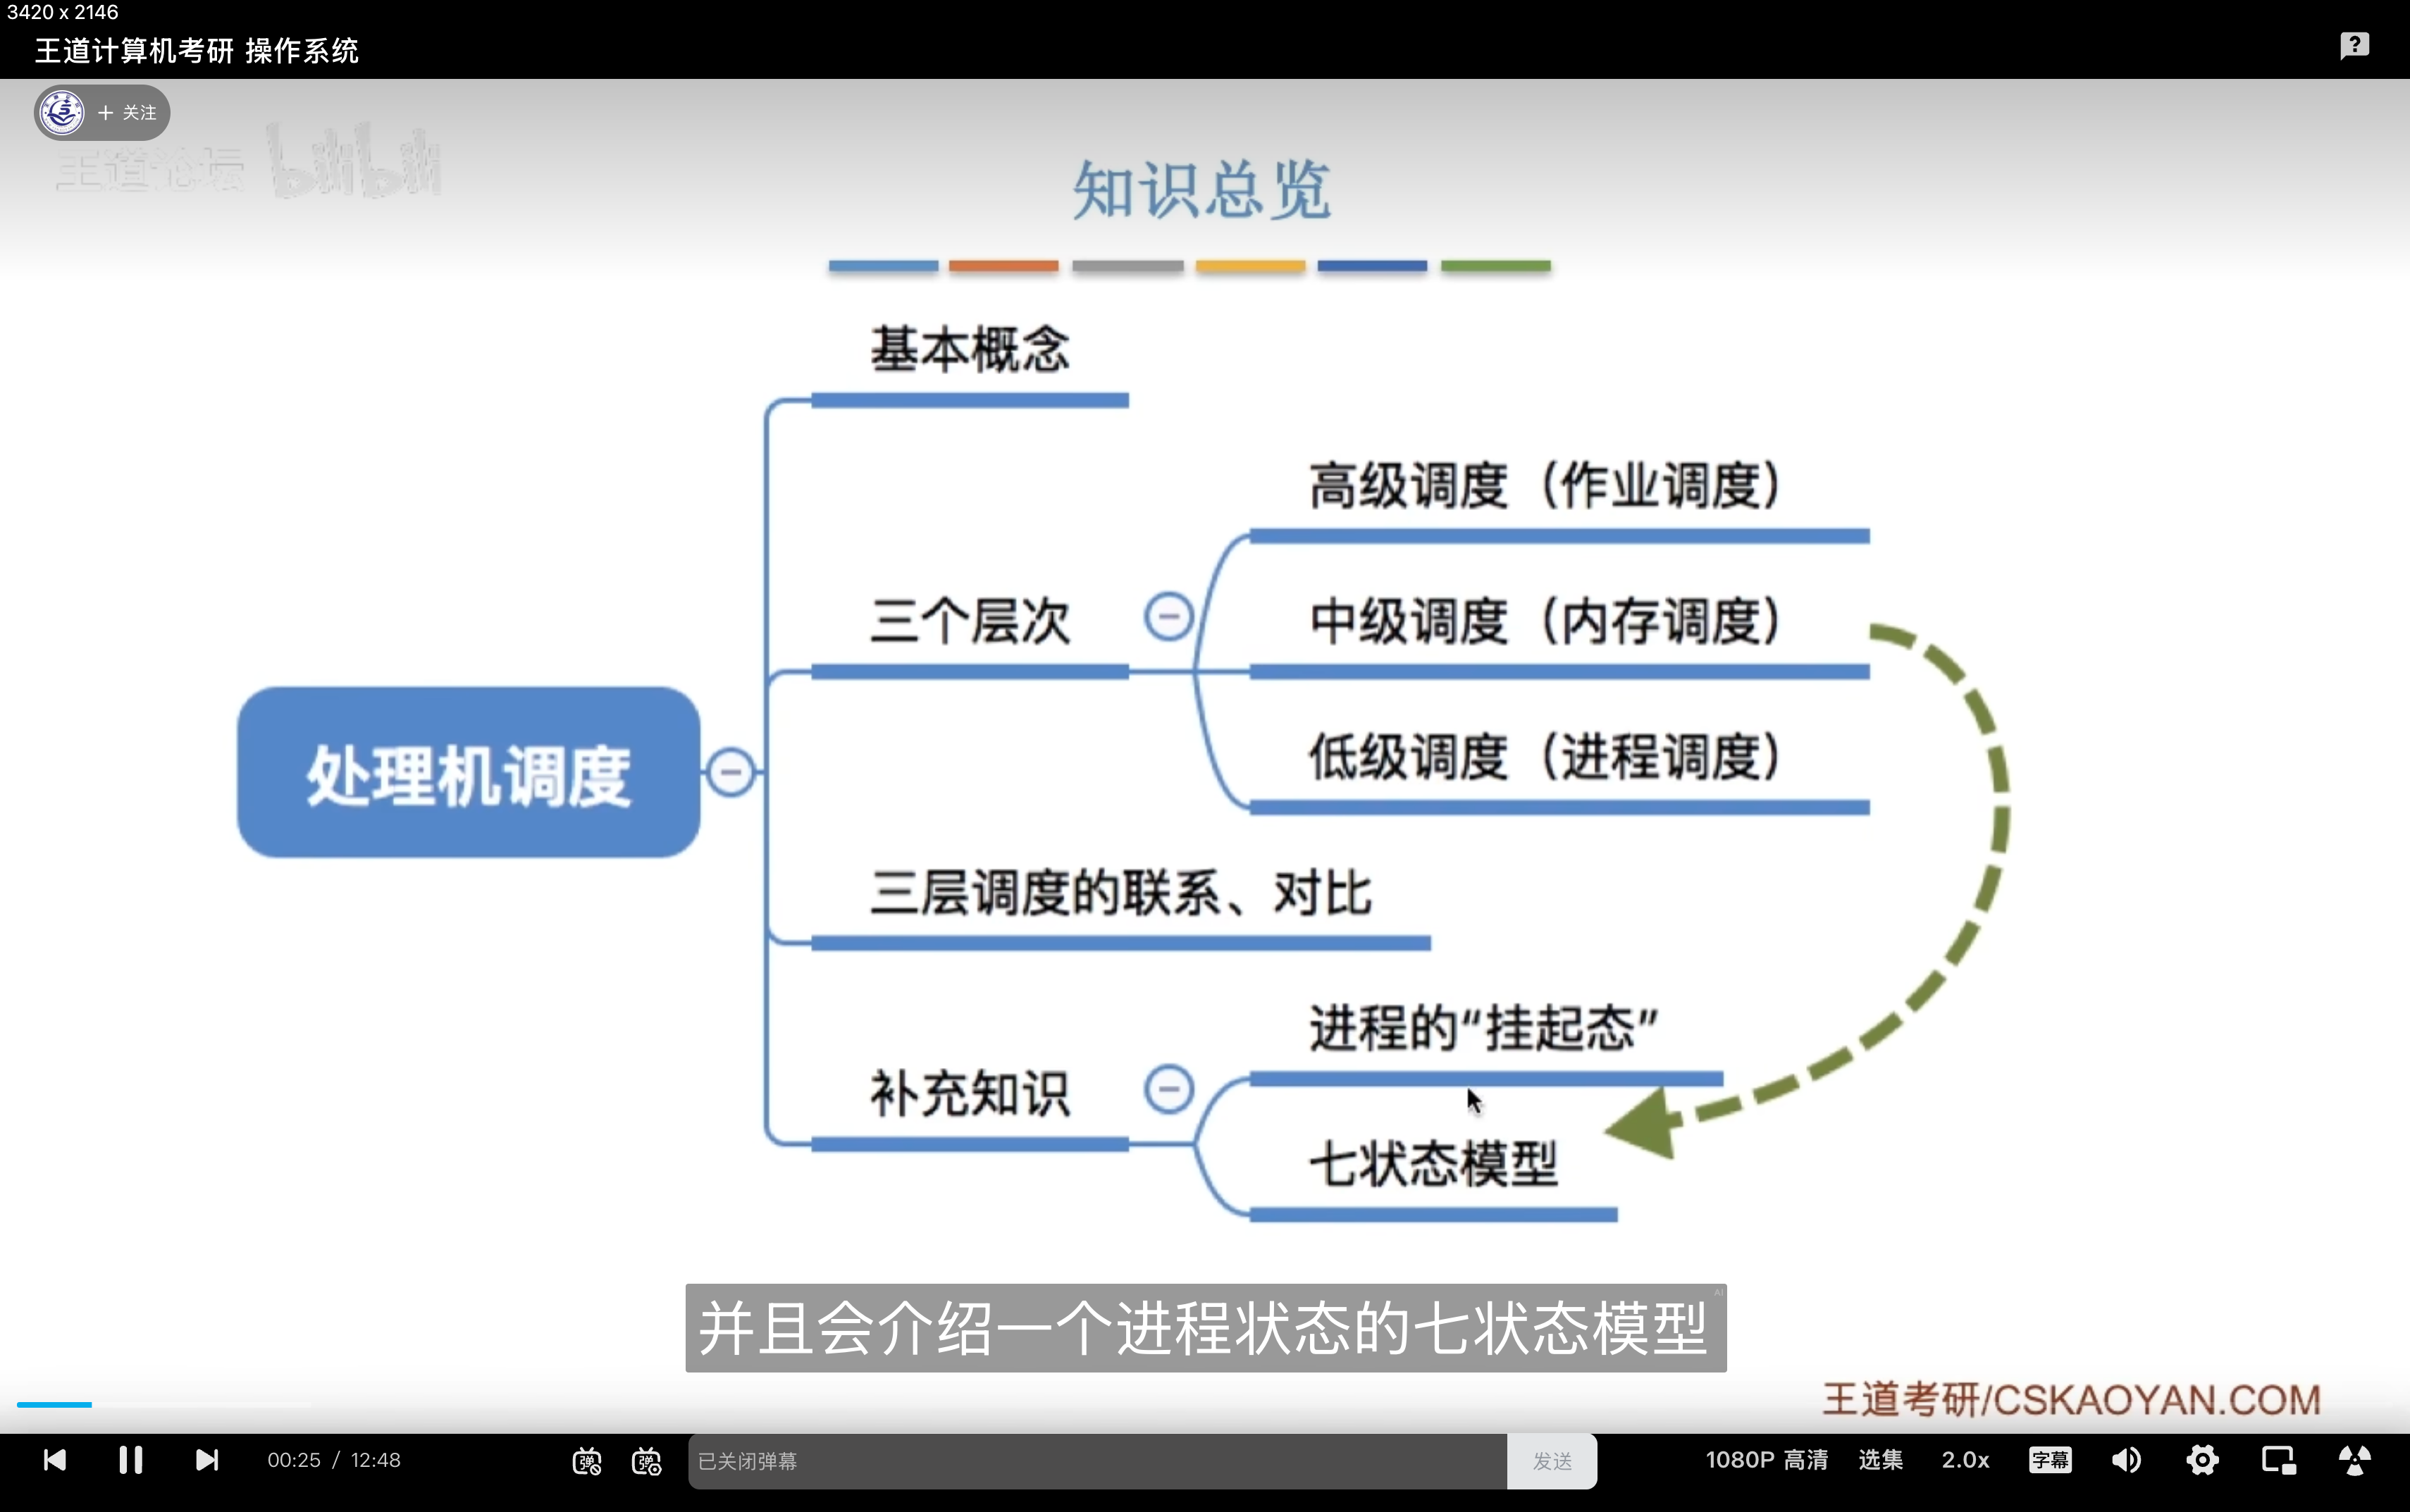 3420 x 2146
王道计算机考研 操作系统
+ 关注
王道论坛 bilibili
知识总览
基本概念
高级调度（作业调度）
三个层次
中级调度（内存调度）
低级调度（进程调度）
处理机调度
三层调度的联系、对比
进程的“挂起态”
补充知识
七状态模型
并且会介绍一个进程状态的七状态模型
AI
王道考研/CSKAOYAN.COM
00:25 / 12:48
弹
弹
已关闭弹幕
发送
1080P 高清
选集
2.0x
字幕